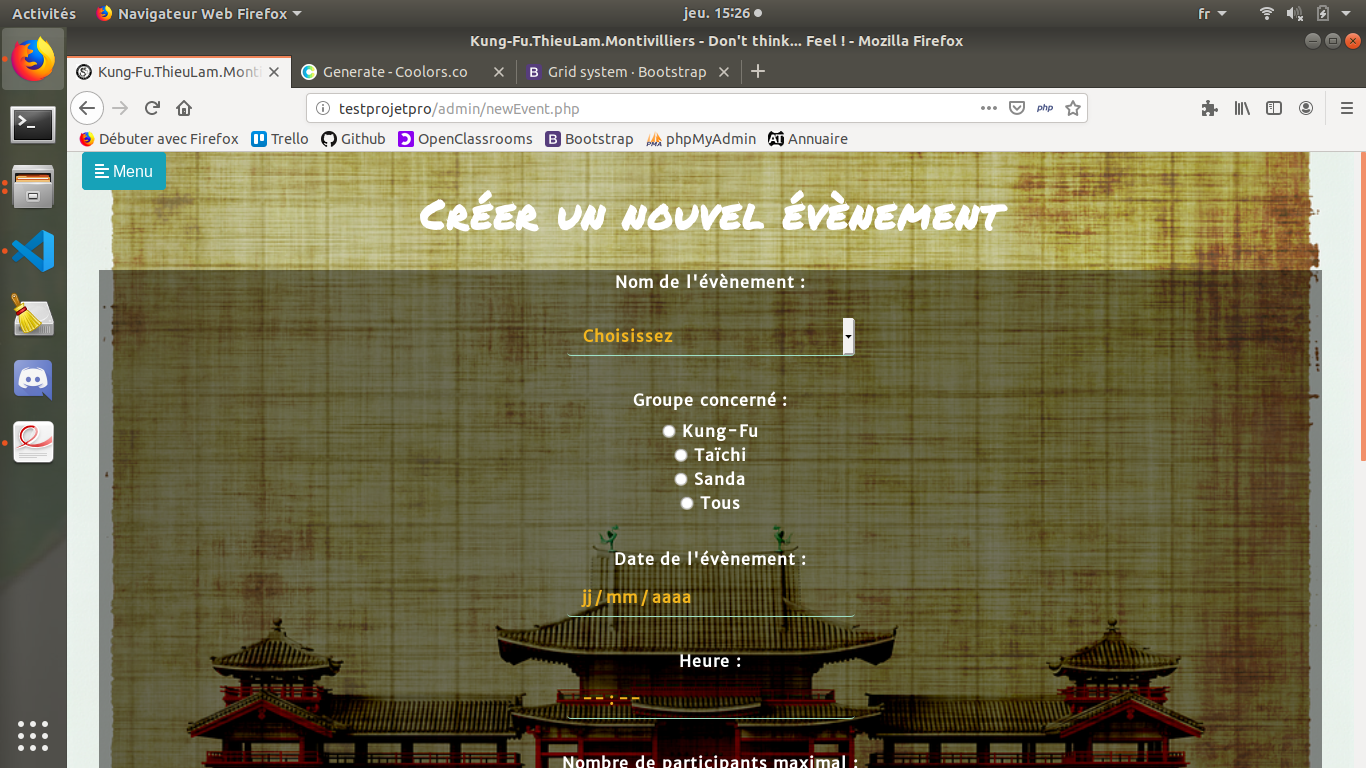 Activités Navigateur Web Firefox jeu. 15:26 fr
Kung-Fu.ThieuLam.Montivilliers - Don't think... Feel ! - Mozilla Firefox
Kung-Fu.ThieuLam.Monti Generate - Coolors.co B Grid system · Bootstrap
testprojetpro/admin/newEvent.php php
Débuter avec Firefox Trello Github OpenClassrooms B Bootstrap PMA phpMyAdmin AT Annuaire
Menu
Créer un nouvel évènement
Nom de l'évènement :
Choisissez
Groupe concerné :
Kung-Fu
Taïchi
Sanda
Tous
Date de l'évènement :
jj/mm/aaaa
Heure :
--:--
Nombre de participants maximal :